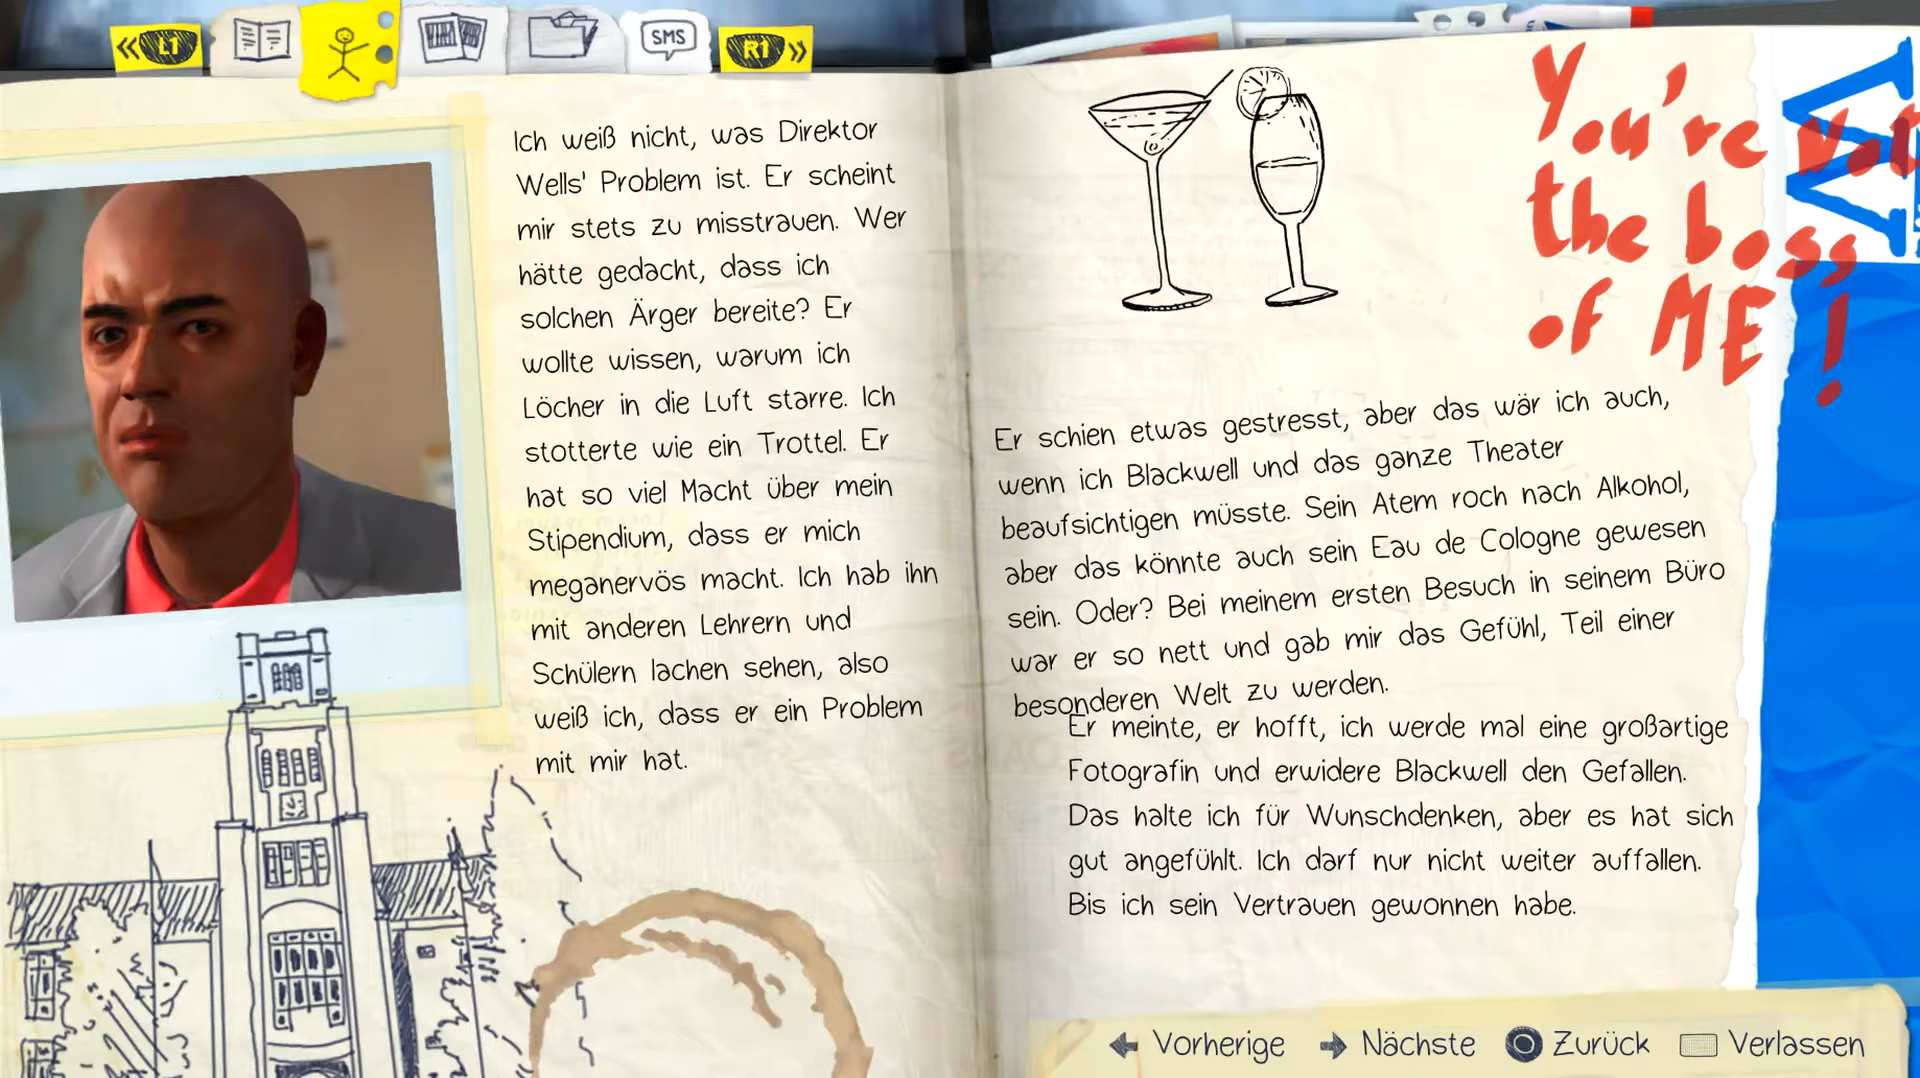 L1
SMS
R1
Ich weiß nicht, was Direktor
Wells' Problem ist. Er scheint
mir stets zu misstrauen. Wer
hätte gedacht, dass ich
solchen Ärger bereite? Er
wollte wissen, warum ich
Löcher in die Luft starre. Ich
stotterte wie ein Trottel. Er
hat so viel Macht über mein
Stipendium, dass er mich
meganervös macht. Ich hab ihn
mit anderen Lehrern und
Schülern lachen sehen, also
weiß ich, dass er ein Problem
mit mir hat.
You're not
the boss
of ME!
W
Er schien etwas gestresst, aber das wär ich auch,
wenn ich Blackwell und das ganze Theater
beaufsichtigen müsste. Sein Atem roch nach Alkohol,
aber das könnte auch sein Eau de Cologne gewesen
sein. Oder? Bei meinem ersten Besuch in seinem Büro
war er so nett und gab mir das Gefühl, Teil einer
besonderen Welt zu werden.
Er meinte, er hofft, ich werde mal eine großartige
Fotografin und erwidere Blackwell den Gefallen.
Das halte ich für Wunschdenken, aber es hat sich
gut angefühlt. Ich darf nur nicht weiter auffallen.
Bis ich sein Vertrauen gewonnen habe.
Vorherige Nächste Zurück Verlassen